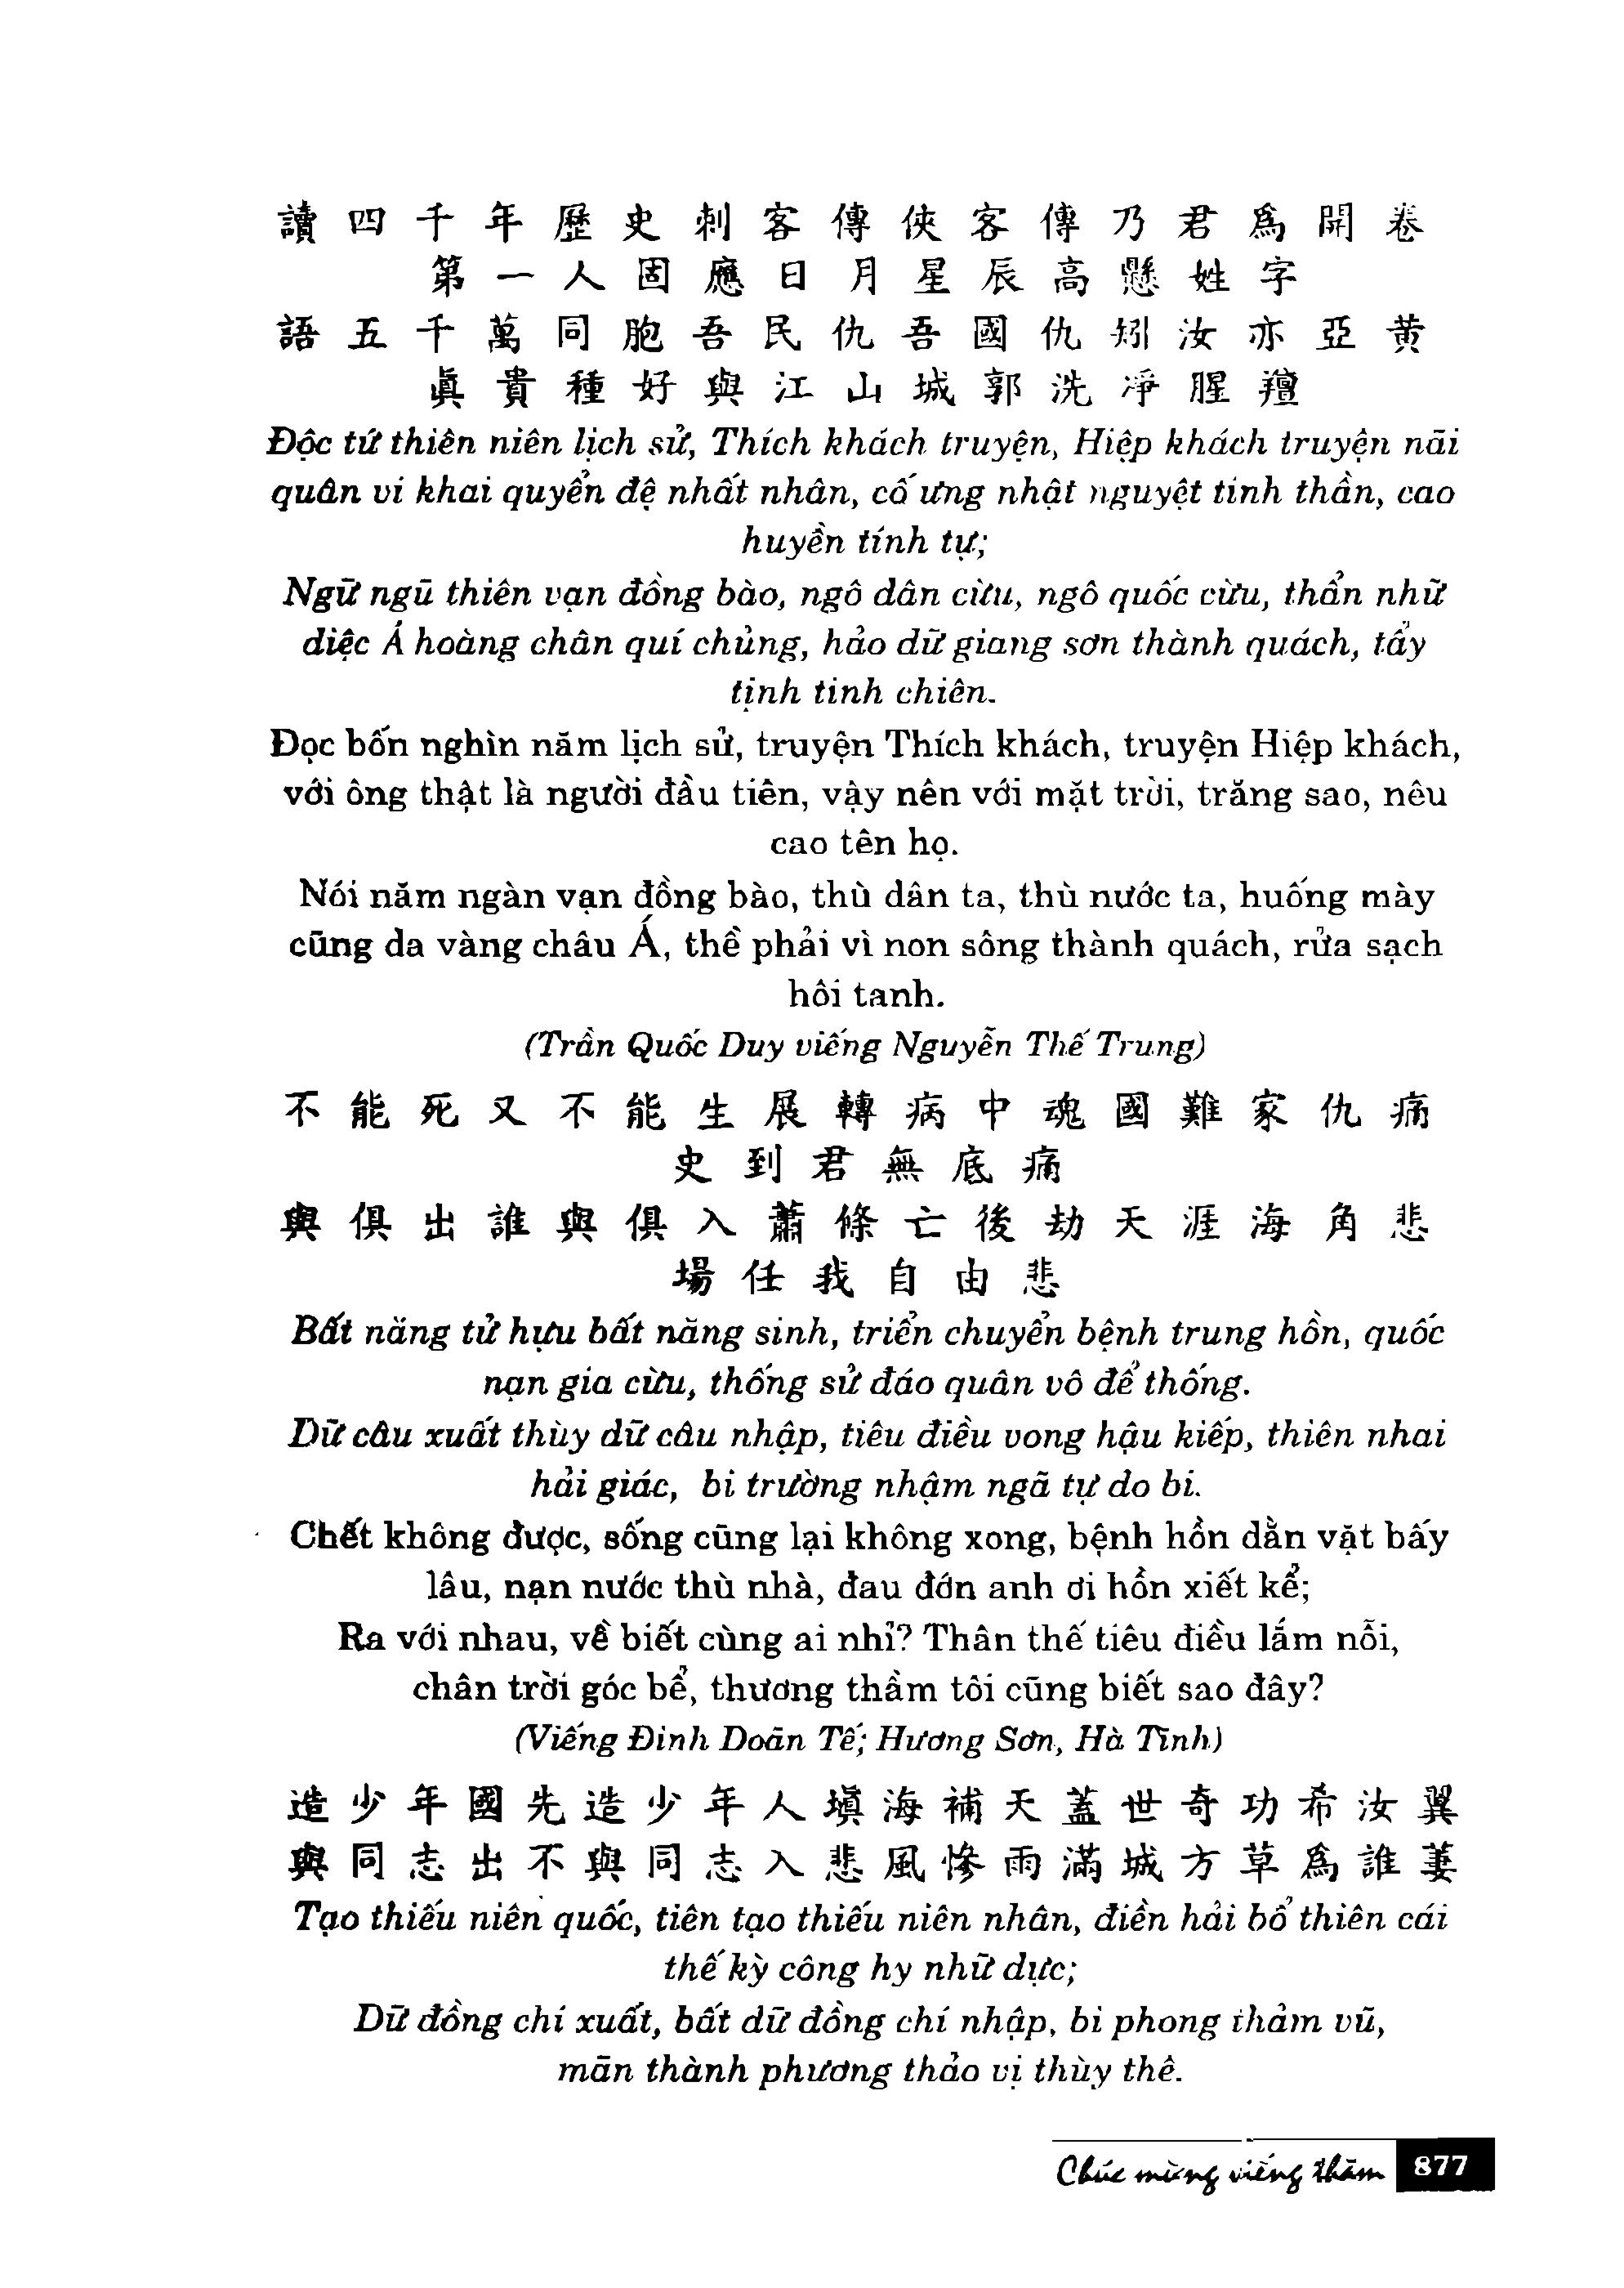 讀四千年歷史刺客傳俠客傳乃君爲開卷
第一人固應日月星辰高懸姓字
語五千萬同胞吾民仇吾國仇矧汝亦亞黃
眞貴種好與江山城郭洗凈腥羶
Độc tứ thiên niên lịch sử, Thích khách truyện, Hiệp khách truyện nãi
quân vi khai quyển đệ nhất nhân, cố ưng nhật nguyệt tinh thần, cao
huyền tính tự;
Ngữ ngũ thiên vạn đồng bào, ngô dân cừu, ngô quốc cừu, thẩn nhữ
diệc Á hoàng chân quí chủng, hảo dữ giang sơn thành quách, tẩy
tịnh tinh chiên.
Đọc bốn nghìn năm lịch sử, truyện Thích khách, truyện Hiệp khách,
với ông thật là người đầu tiên, vậy nên với mặt trời, trăng sao, nêu
cao tên họ.
Nói năm ngàn vạn đồng bào, thù dân ta, thù nước ta, huống mày
cũng da vàng châu Á, thề phải vì non sông thành quách, rửa sạch
hôi tanh.
(Trần Quốc Duy viếng Nguyễn Thế Trung)
不能死又不能生展轉病中魂國難家仇痛
史到君無底痛
與俱出誰與俱入蕭條亡後劫天涯海角悲
場任我自由悲
Bất năng tử hựu bất năng sinh, triển chuyển bệnh trung hồn, quốc
nạn gia cừu, thống sử đáo quân vô để thống.
Dữ câu xuất thùy dữ câu nhập, tiêu điều vong hậu kiếp, thiên nhai
hải giác, bi trường nhậm ngã tự do bi.
Chết không được, sống cũng lại không xong, bệnh hồn dằn vặt bấy
lâu, nạn nước thù nhà, đau đớn anh ơi hồn xiết kể;
Ra với nhau, về biết cùng ai nhỉ? Thân thế tiêu điều lắm nỗi,
chân trời góc bể, thương thầm tôi cũng biết sao đây?
(Viếng Đinh Doãn Tế; Hương Sơn, Hà Tĩnh)
造少年國先造少年人塡海補天蓋世奇功希汝翼
與同志出不與同志入悲風慘雨滿城方草爲誰萋
Tạo thiếu niên quốc, tiên tạo thiếu niên nhân, điền hải bổ thiên cái
thế kỳ công hy nhữ dực;
Dữ đồng chí xuất, bất dữ đồng chí nhập, bi phong thảm vũ,
mãn thành phương thảo vị thùy thê.
Chúc mừng viếng thăm 877